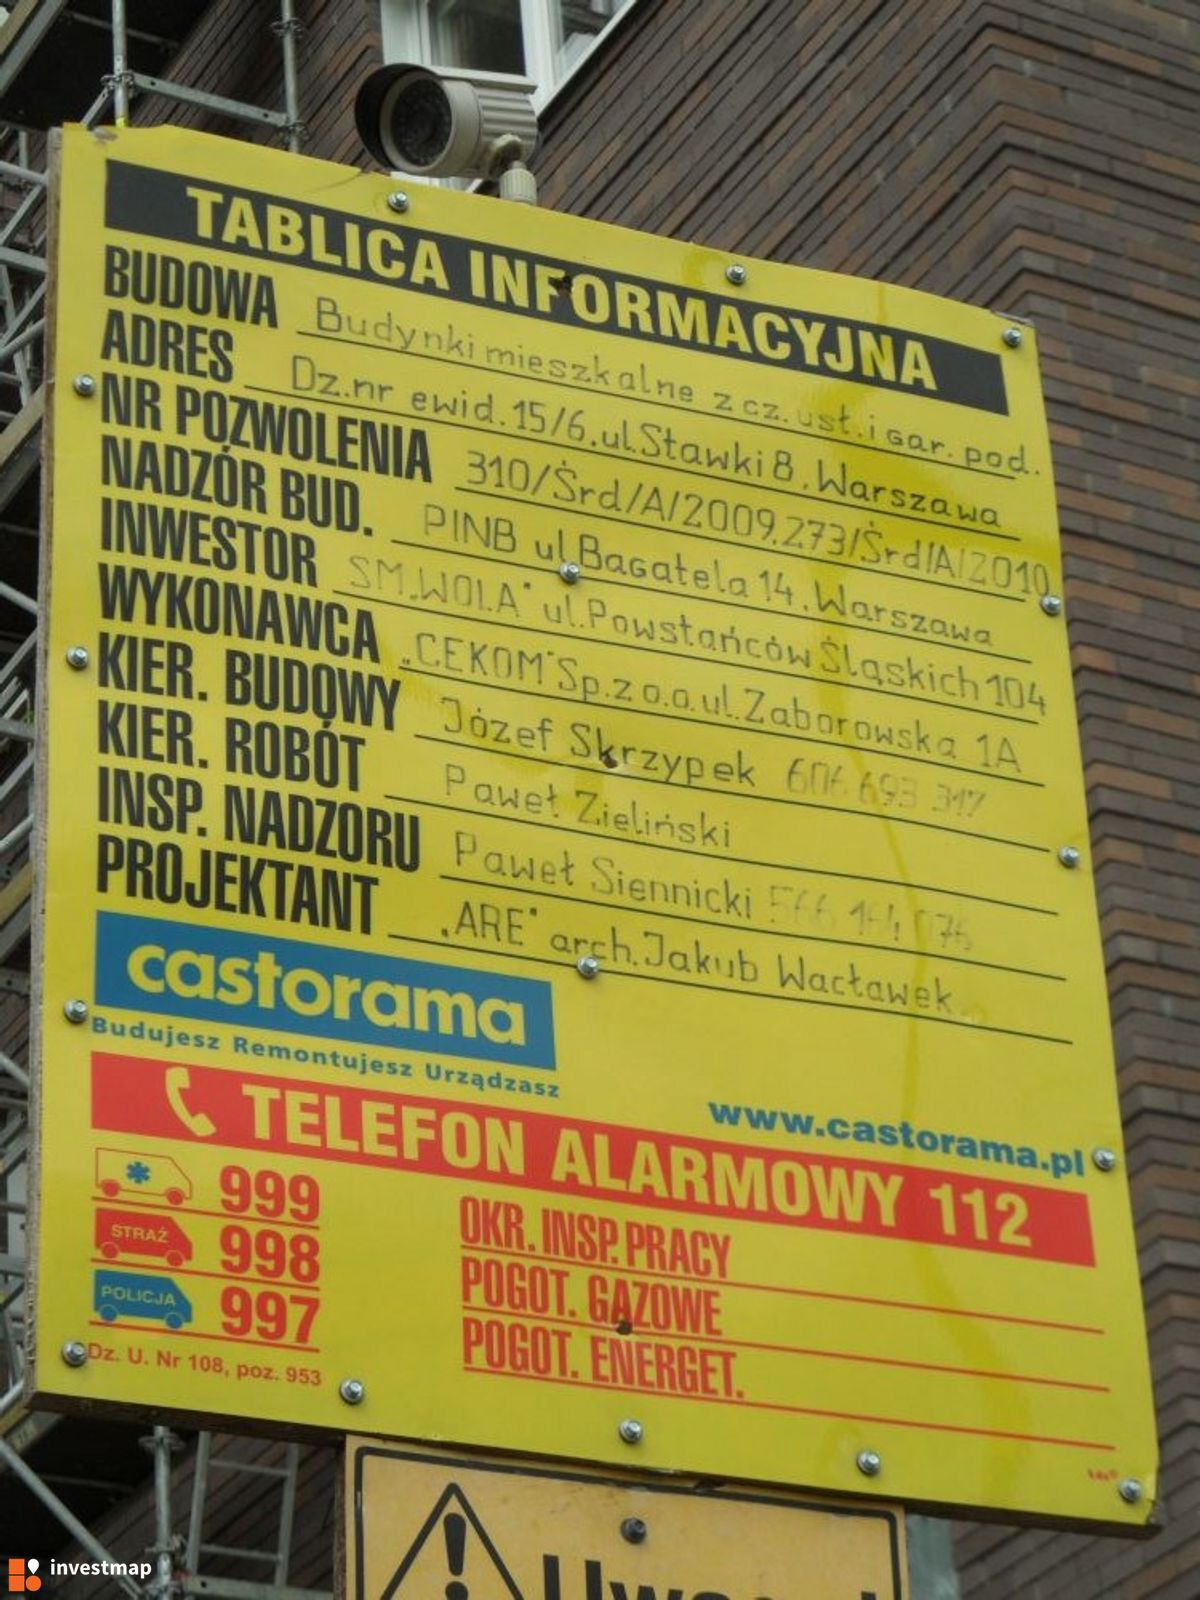 TABLICA INFORMACYJNA
BUDOWA Budynki mieszkalne z cz. usł. i gar. pod.
ADRES Dz.nr ewid. 15/6. ul. Stawki 8, Warszawa
NR POZWOLENIA 310/Śrd/A/2009.273/Śrd/A/2010
NADZÓR BUD. PINB ul. Bagatela 14, Warszawa
INWESTOR SM „WOLA" ul. Powstańców Śląskich 104
WYKONAWCA „CEKOM" Sp. z o.o. ul. Zaborowska 1A
KIER. BUDOWY Józef Skrzypek 606 693 317
KIER. ROBÓT Paweł Zieliński
INSP. NADZORU Paweł Siennicki
PROJEKTANT „ARE" arch. Jakub Wacławek
castorama
Budujesz Remontujesz Urządzasz
www.castorama.pl
TELEFON ALARMOWY 112
999
STRAŻ 998
POLICJA 997
OKR. INSP. PRACY
POGOT. GAZOWE
POGOT. ENERGET.
Dz. U. Nr 108, poz. 953
investmap